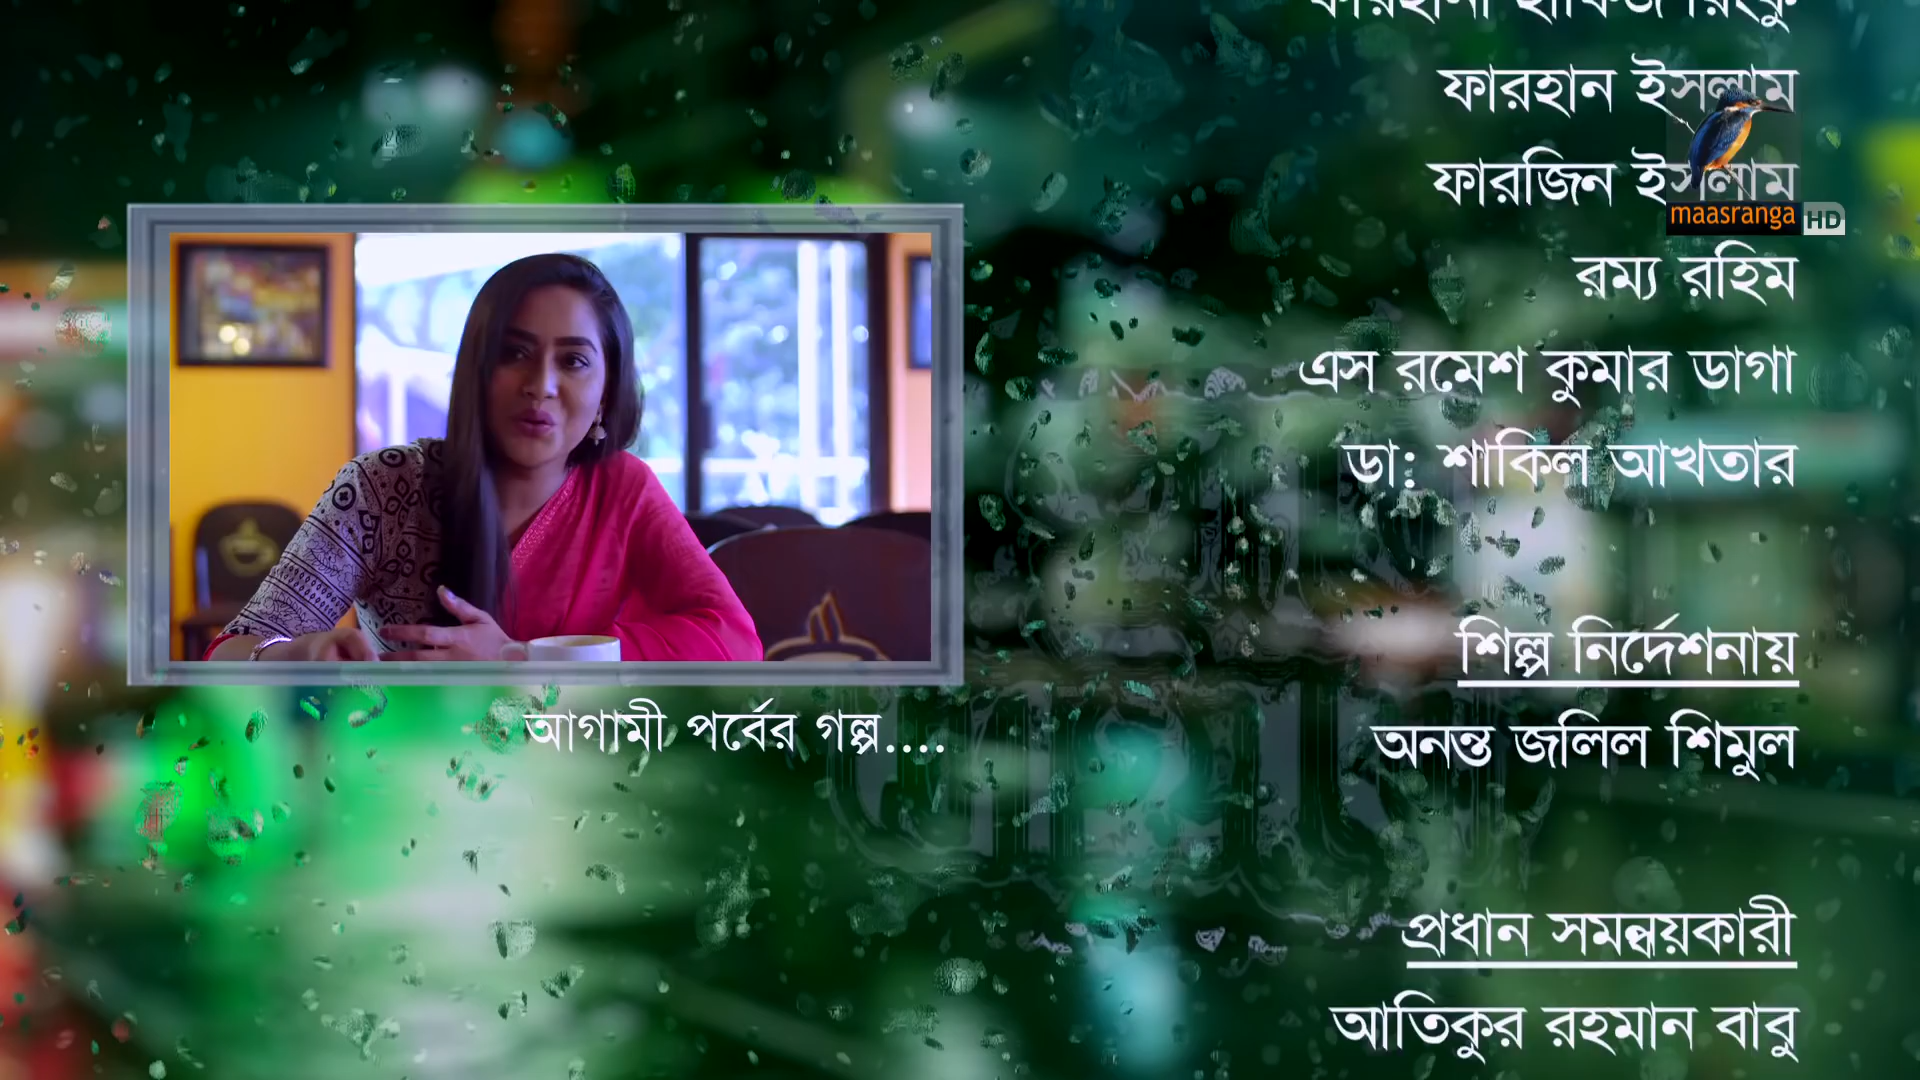 ফারহানা হাফিজ রিংকু
ফারহান ইসলাম
ফারজিন ইসলাম
maasranga HD
রম্য রহিম
এস রমেশ কুমার ডাগা
ডা: শাকিল আখতার
শিল্প নির্দেশনায়
অনন্ত জলিল শিমুল
আগামী পর্বের গল্প....
প্রধান সমন্বয়কারী
আতিকুর রহমান বাবু